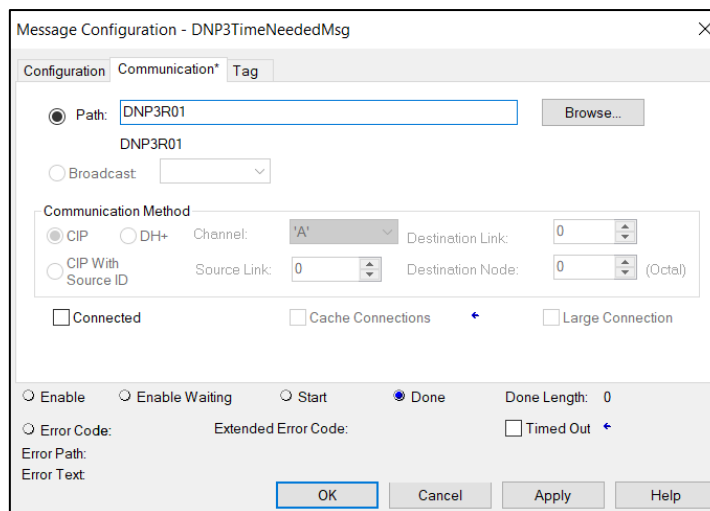 Message Configuration - DNP3TimeNeededMsg
Configuration Communication* Tag
Path: DNP3R01 Browse...
DNP3R01
Broadcast:
Communication Method
CIP DH+ Channel: 'A' Destination Link: 0
CIP With Source ID Source Link: 0 Destination Node: 0 (Octal)
Connected Cache Connections Large Connection
Enable Enable Waiting Start Done Done Length: 0
Error Code: Extended Error Code: Timed Out
Error Path:
Error Text:
OK Cancel Apply Help